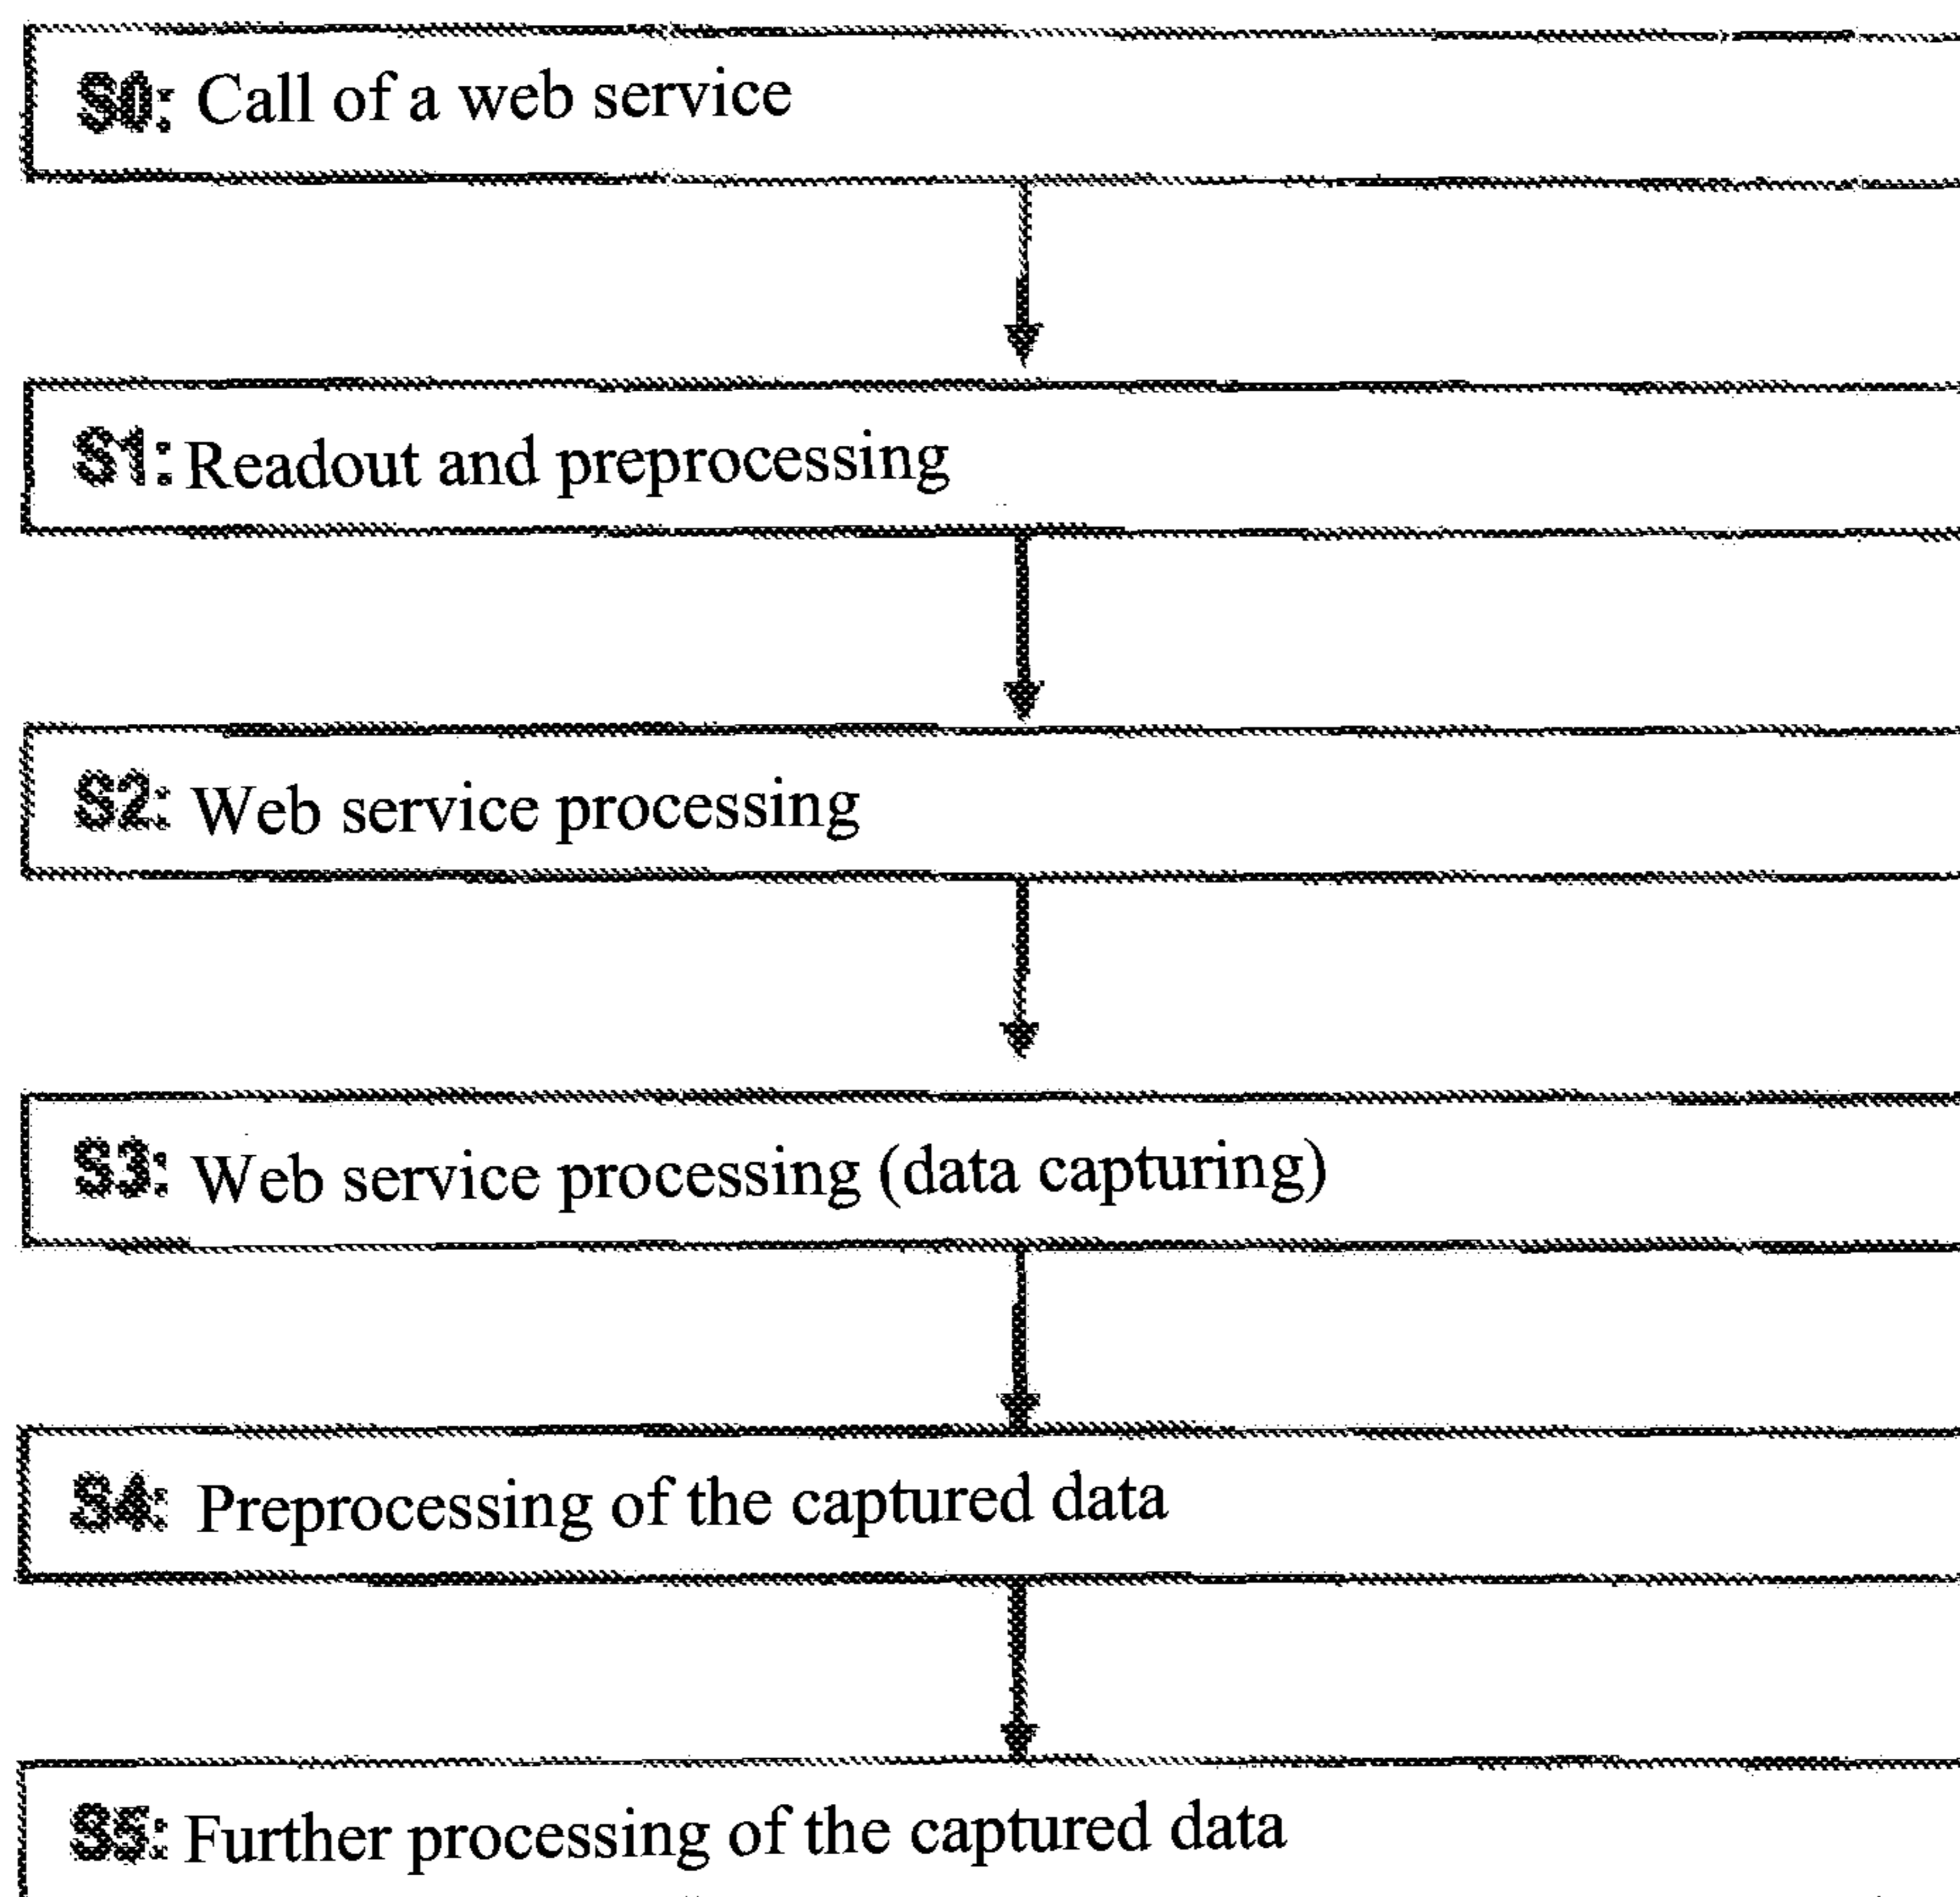 S0: Call of a web service
S1: Readout and preprocessing
S2: Web service processing
S3: Web service processing (data capturing)
S4: Preprocessing of the captured data
S5: Further processing of the captured data